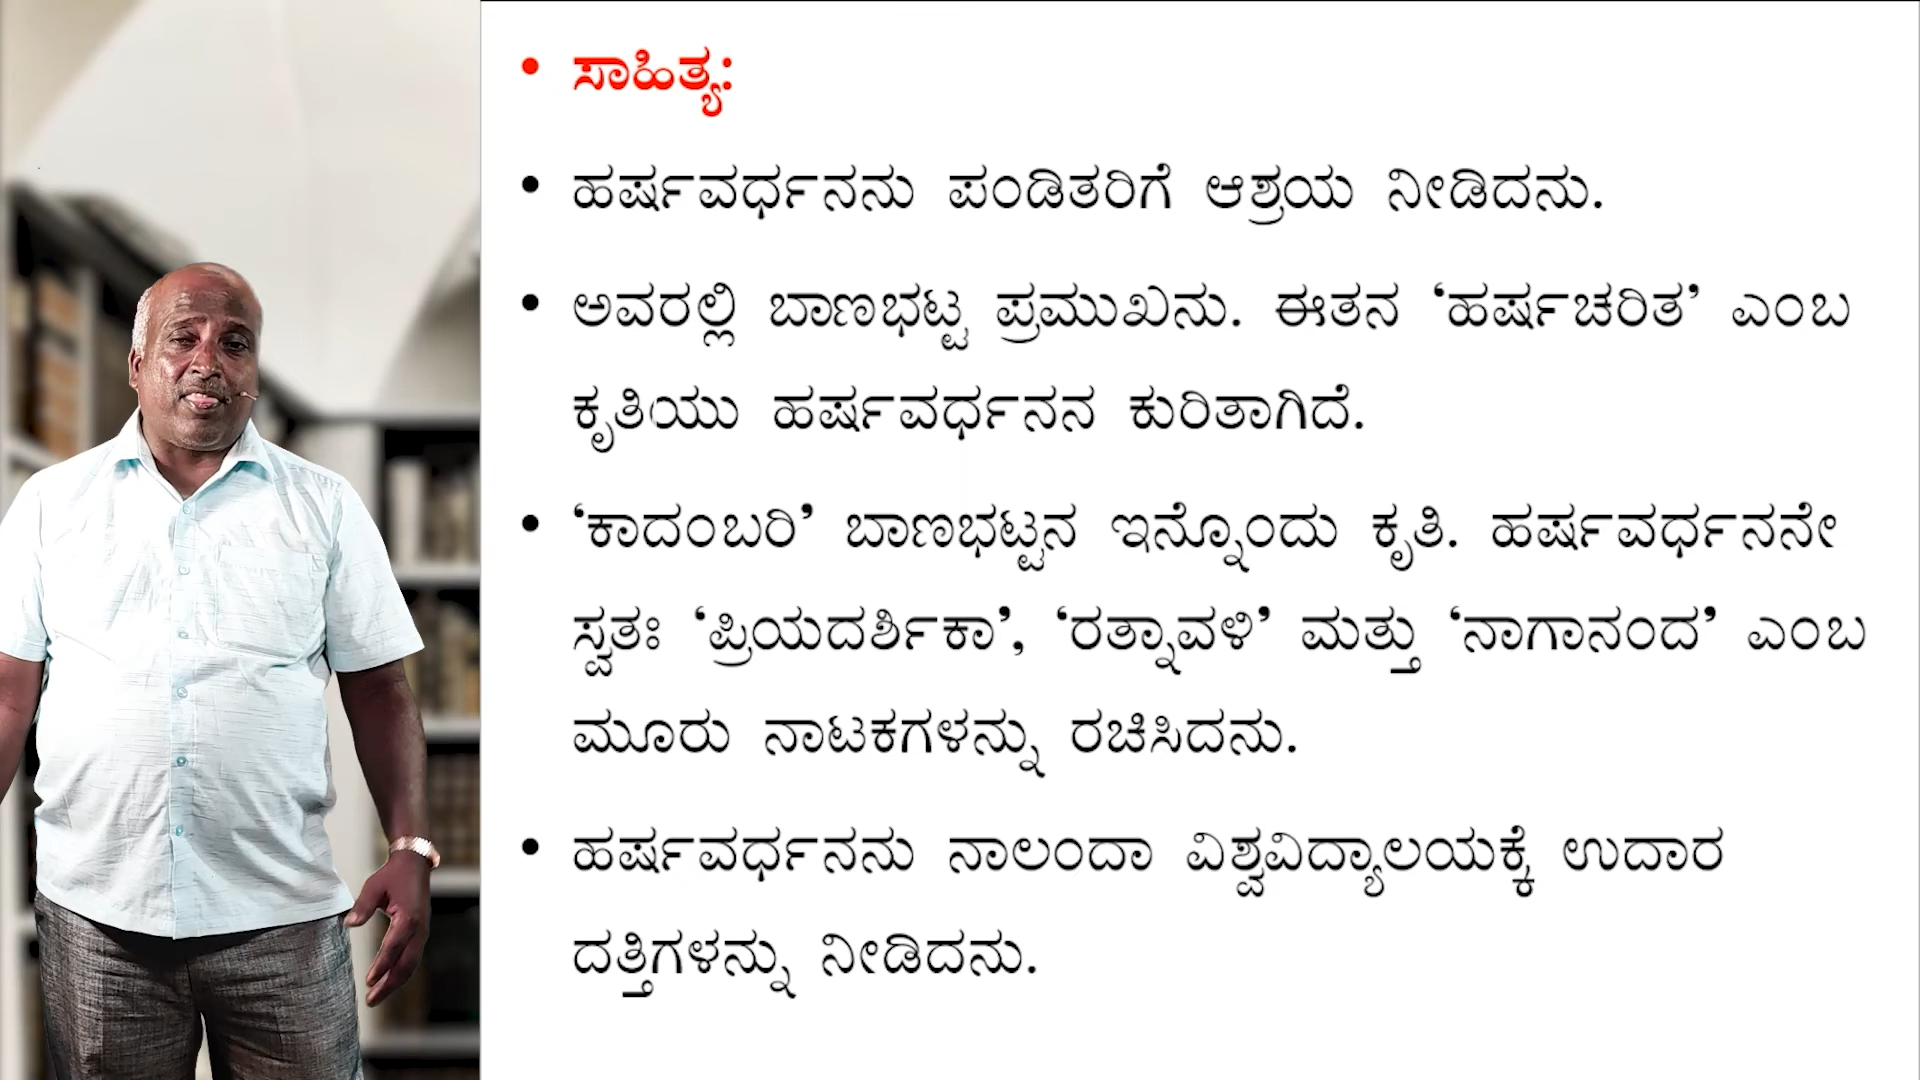 • ಸಾಹಿತ್ಯ:
• ಹರ್ಷವರ್ಧನನು ಪಂಡಿತರಿಗೆ ಆಶ್ರಯ ನೀಡಿದನು.
• ಅವರಲ್ಲಿ ಬಾಣಭಟ್ಟ ಪ್ರಮುಖನು. ಈತನ ‘ಹರ್ಷಚರಿತ’ ಎಂಬ
ಕೃತಿಯು ಹರ್ಷವರ್ಧನನ ಕುರಿತಾಗಿದೆ.
• ‘ಕಾದಂಬರಿ’ ಬಾಣಭಟ್ಟನ ಇನ್ನೊಂದು ಕೃತಿ. ಹರ್ಷವರ್ಧನನೇ
ಸ್ವತಃ ‘ಪ್ರಿಯದರ್ಶಿಕಾ’, ‘ರತ್ನಾವಳಿ’ ಮತ್ತು ‘ನಾಗಾನಂದ’ ಎಂಬ
ಮೂರು ನಾಟಕಗಳನ್ನು ರಚಿಸಿದನು.
• ಹರ್ಷವರ್ಧನನು ನಾಲಂದಾ ವಿಶ್ವವಿದ್ಯಾಲಯಕ್ಕೆ ಉದಾರ
ದತ್ತಿಗಳನ್ನು ನೀಡಿದನು.